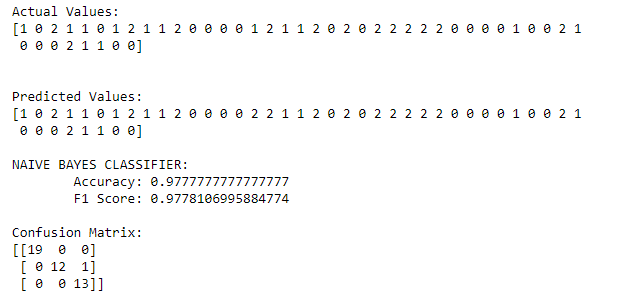 Actual Values:
[1 0 2 1 1 0 1 2 1 1 2 0 0 0 0 1 2 1 1 2 0 2 0 2 2 2 2 2 0 0 0 0 1 0 0 2 1
0 0 0 2 1 1 0 0]
Predicted Values:
[1 0 2 1 1 0 1 2 1 1 2 0 0 0 0 2 2 1 1 2 0 2 0 2 2 2 2 2 0 0 0 0 1 0 0 2 1
0 0 0 2 1 1 0 0]
NAIVE BAYES CLASSIFIER:
Accuracy: 0.9777777777777777
F1 Score: 0.9778106995884774
Confusion Matrix:
[[19  0  0]
[ 0 12  1]
[ 0  0 13]]